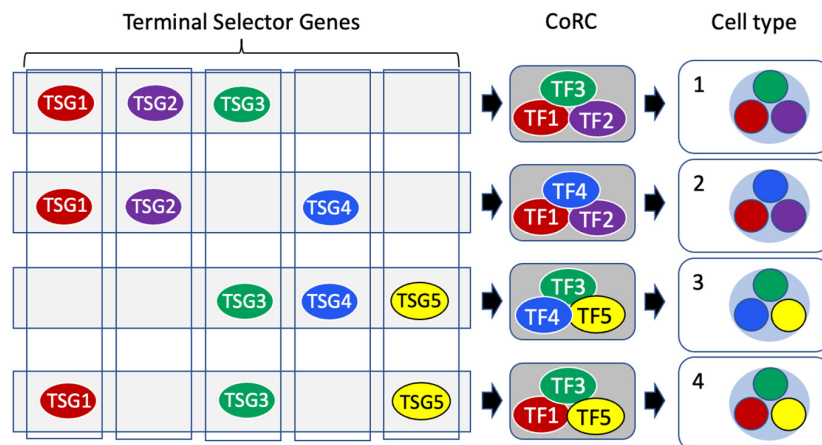 Terminal Selector Genes CoRC Cell type
TSG1 TSG2 TSG3 TF3 TF1 TF2 1
TSG1 TSG2 TSG4 TF4 TF1 TF2 2
TSG3 TSG4 TSG5 TF3 TF4 TF5 3
TSG1 TSG3 TSG5 TF3 TF1 TF5 4